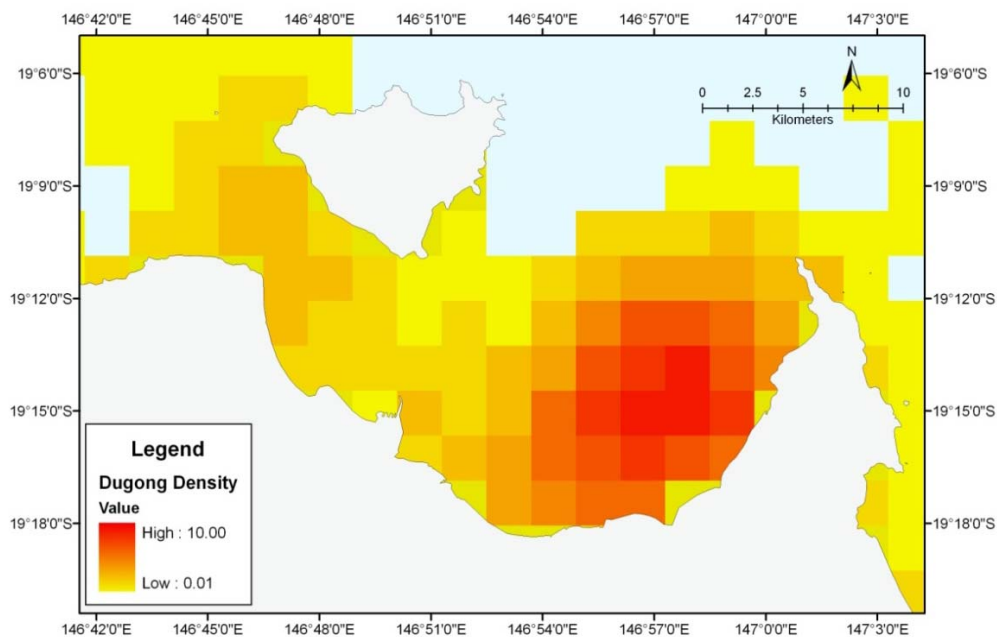 146°42'0"E 146°45'0"E 146°48'0"E 146°51'0"E 146°54'0"E 146°57'0"E 147°0'0"E 147°3'0"E
N
19°6'0"S 0 2.5 5 10 19°6'0"S
Kilometers
19°9'0"S 19°9'0"S
19°12'0"S 19°12'0"S
19°15'0"S 19°15'0"S
Legend
Dugong Density
Value
High : 10.00
19°18'0"S 19°18'0"S
Low : 0.01
146°42'0"E 146°45'0"E 146°48'0"E 146°51'0"E 146°54'0"E 146°57'0"E 147°0'0"E 147°3'0"E